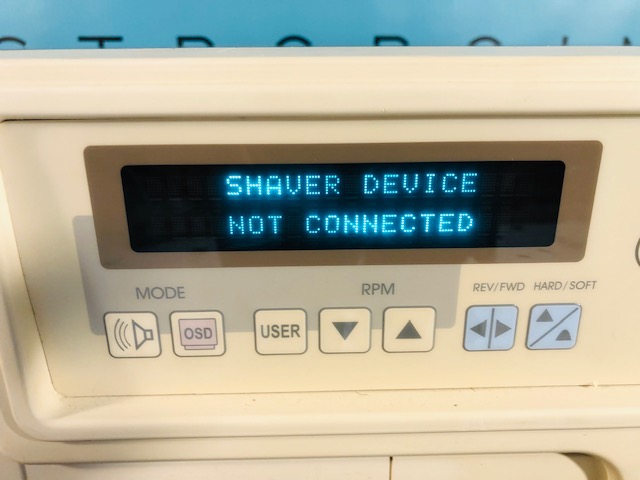 SHAVER DEVICE
NOT CONNECTED
MODE
RPM
REV/FWD
HARD/SOFT
OSD
USER